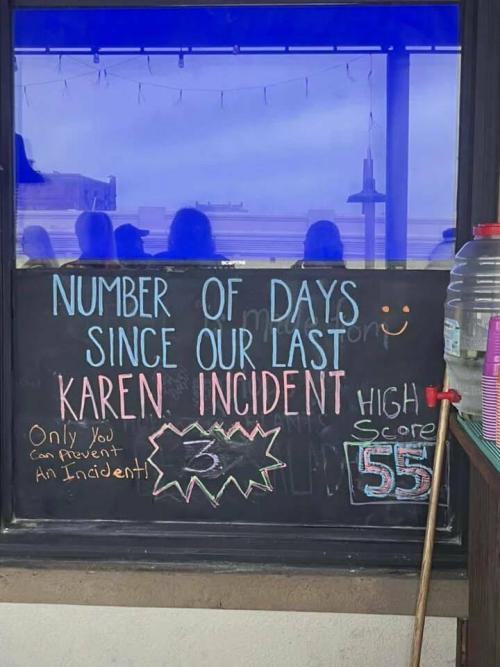 NUMBER OF DAYS
SINCE OUR LAST
KAREN INCIDENT
Only You
Can Prevent
An Incident!
3
HIGH
Score
55